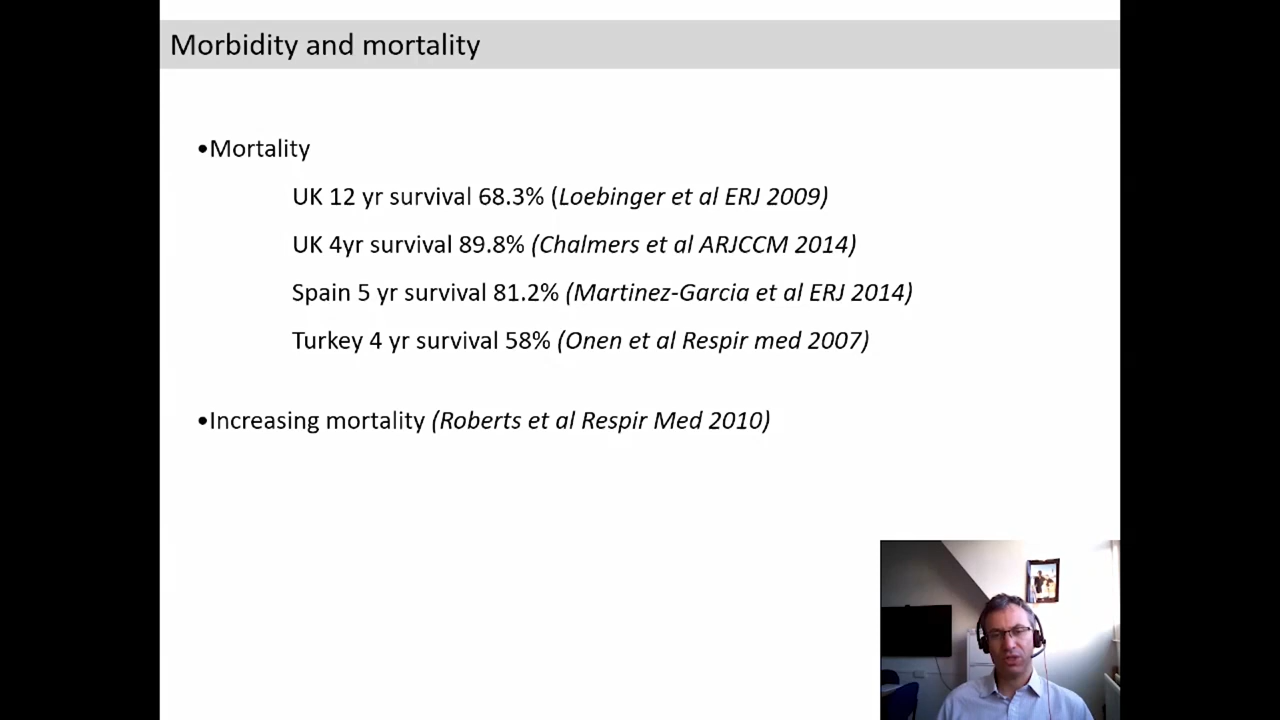 Morbidity and mortality
•Mortality
UK 12 yr survival 68.3% (Loebinger et al ERJ 2009)
UK 4yr survival 89.8% (Chalmers et al ARJCCM 2014)
Spain 5 yr survival 81.2% (Martinez-Garcia et al ERJ 2014)
Turkey 4 yr survival 58% (Onen et al Respir med 2007)
•Increasing mortality (Roberts et al Respir Med 2010)